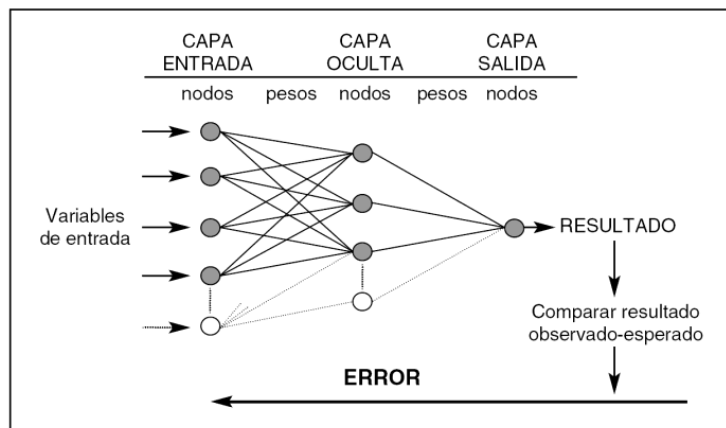 CAPA
ENTRADA
CAPA
OCULTA
CAPA
SALIDA
nodos
pesos
nodos
pesos
nodos
Variables
de entrada
RESULTADO
Comparar resultado
observado-esperado
ERROR